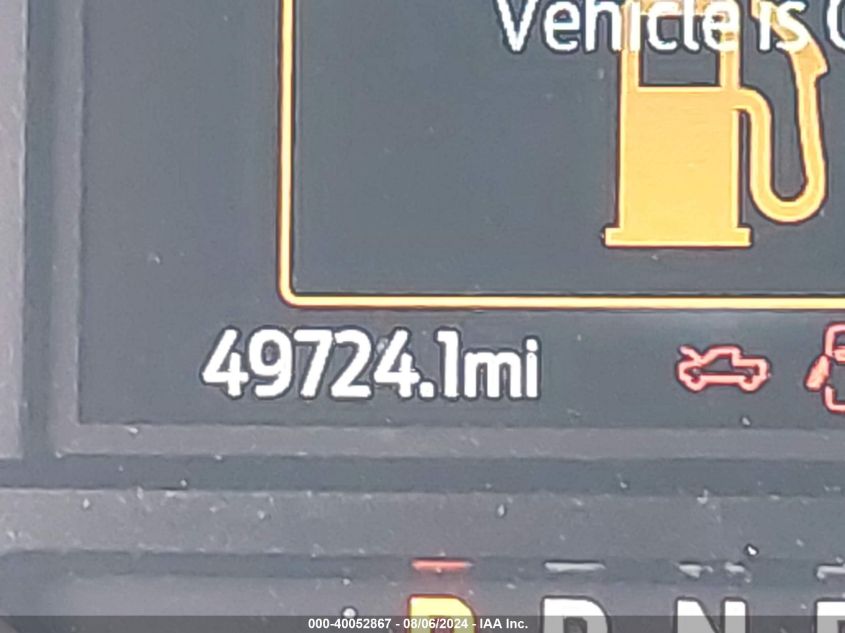 Vehicle is
49724.1mi
P R N
000-40052867 - 08/06/2024 - IAA Inc.